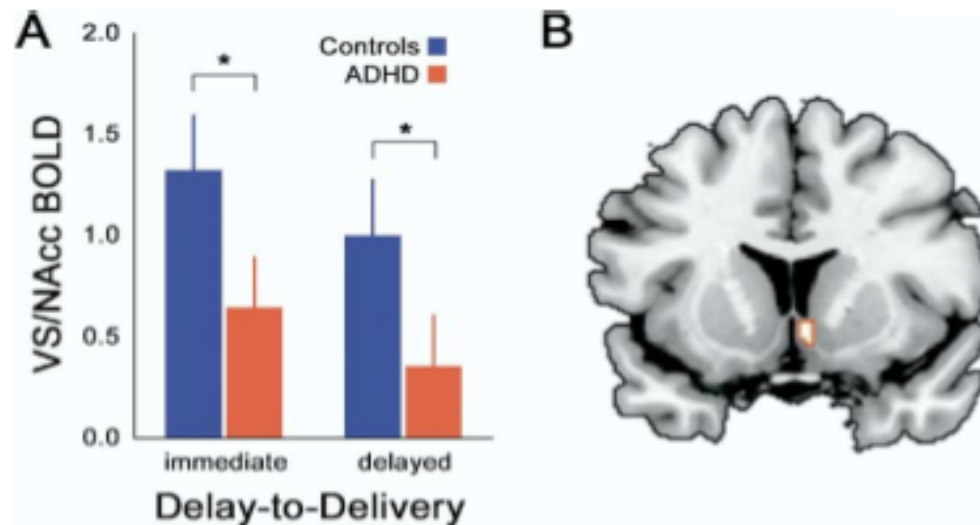 A
B
2.0
1.5
1.0
0.5
0.0
VS/NAcc BOLD
Controls
ADHD
*
*
immediate
delayed
Delay-to-Delivery